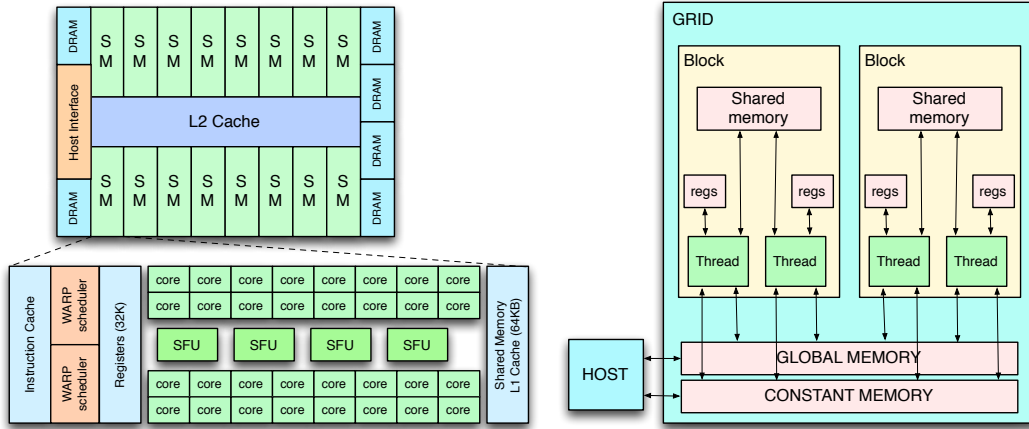 DRAM
S M
S M
S M
S M
S M
S M
S M
S M
DRAM
Host Interface
L2 Cache
DRAM
DRAM
DRAM
S M
S M
S M
S M
S M
S M
S M
S M
DRAM
Instruction Cache
WARP
scheduler
WARP
scheduler
Registers (32K)
core core core core core core core core
core core core core core core core core
SFU SFU SFU SFU
core core core core core core core core
core core core core core core core core
Shared Memory
L1 Cache (64KB)
GRID
Block
Shared
memory
regs
regs
Thread
Thread
Block
Shared
memory
regs
regs
Thread
Thread
HOST
GLOBAL MEMORY
CONSTANT MEMORY